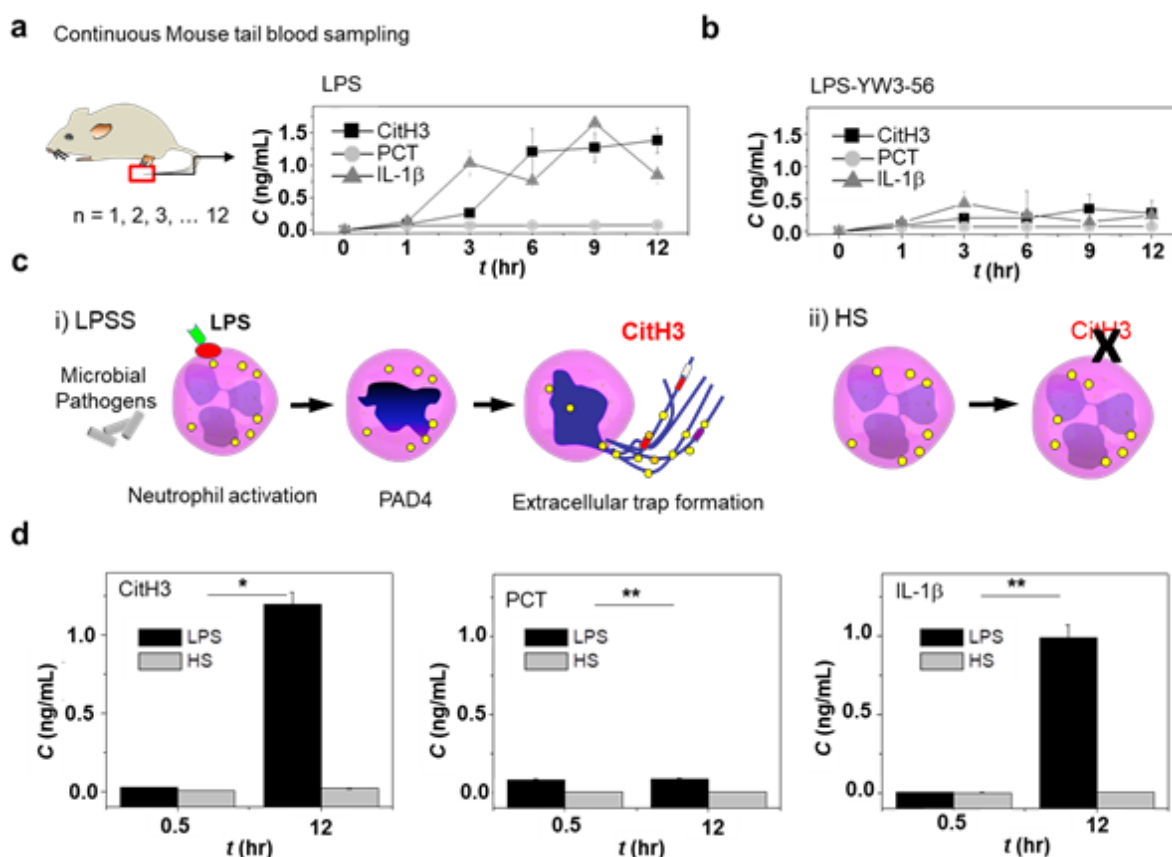 a Continuous Mouse tail blood sampling
b
LPS
LPS-YW3-56
CitH3
PCT
IL-1β
n = 1, 2, 3, ... 12
C (ng/mL)
1.5
1.0
0.5
0.0
0 1 3 6 9 12
t (hr)
CitH3
PCT
IL-1β
C (ng/mL)
1.5
1.0
0.5
0.0
0 1 3 6 9 12
t (hr)
c
i) LPSS
LPS
Microbial
Pathogens
CitH3
Neutrophil activation
PAD4
Extracellular trap formation
ii) HS
CitH3
X
d
CitH3
*
LPS
HS
C (ng/mL)
1.0
0.5
0.0
0.5 12
t (hr)
PCT
**
LPS
HS
C (ng/mL)
1.0
0.5
0.0
0.5 12
t (hr)
IL-1β
**
LPS
HS
C (ng/mL)
1.0
0.5
0.0
0.5 12
t (hr)